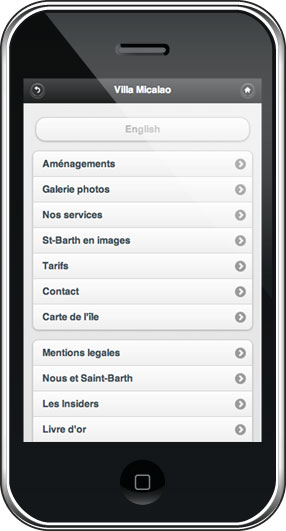 Villa Micalao
English
Aménagements
Galerie photos
Nos services
St-Barth en images
Tarifs
Contact
Carte de l'île
Mentions legales
Nous et Saint-Barth
Les Insiders
Livre d'or